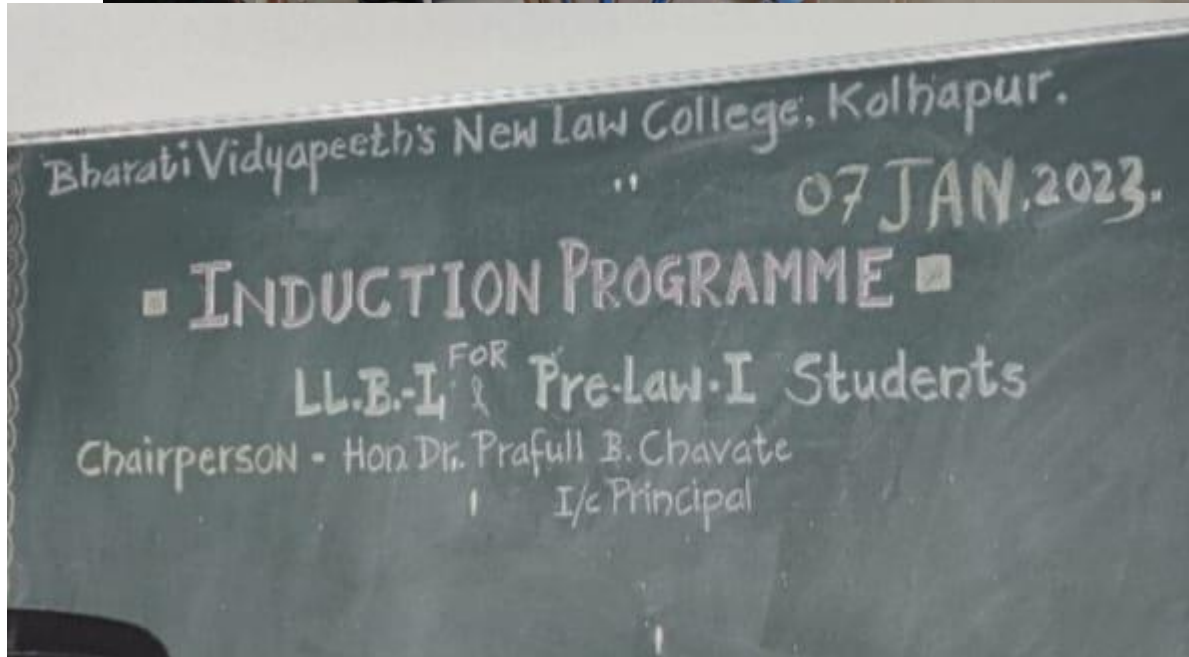 Bharati Vidyapeeth's New Law College, Kolhapur.
07 JAN. 2023.
INDUCTION PROGRAMME
FOR
LL.B.-I, & Pre-Law-I Students
Chairperson - Hon Dr. Prafull B. Chavate
I/c Principal